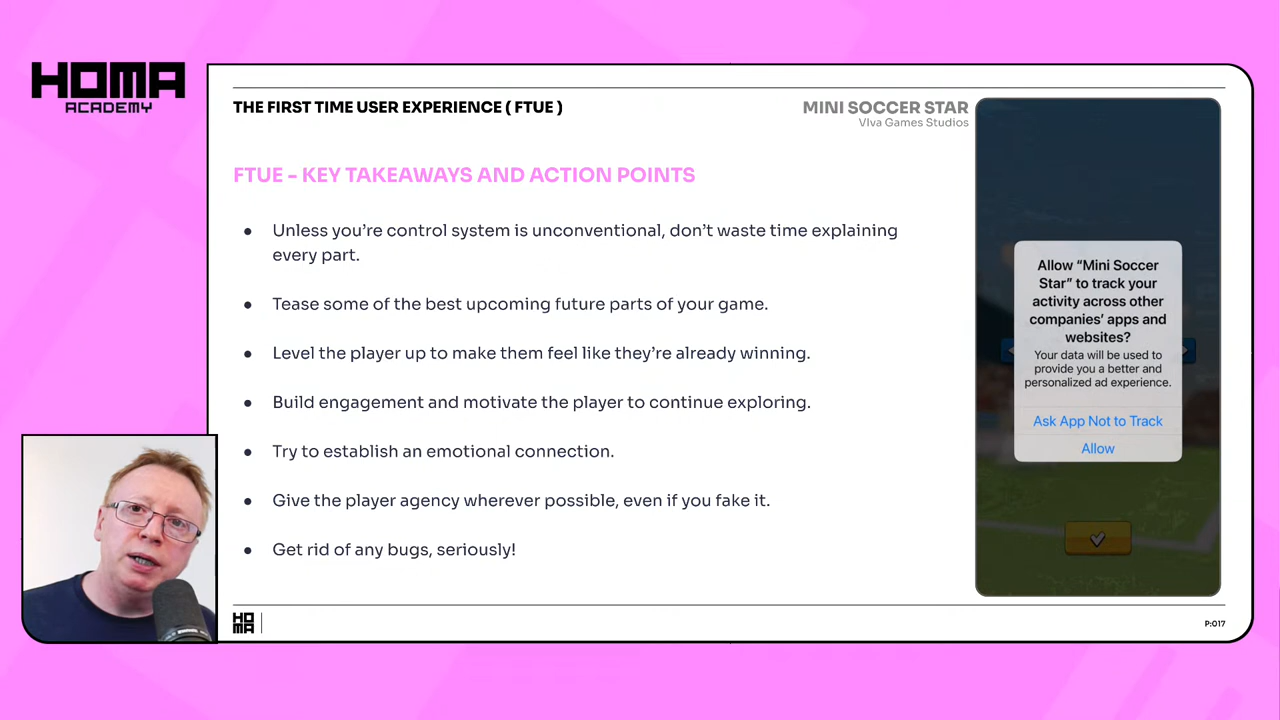 HOMA
ACADEMY
THE FIRST TIME USER EXPERIENCE ( FTUE )
MINI SOCCER STAR
VIva Games Studios
FTUE - KEY TAKEAWAYS AND ACTION POINTS
● Unless you’re control system is unconventional, don’t waste time explaining
every part.
● Tease some of the best upcoming future parts of your game.
● Level the player up to make them feel like they’re already winning.
● Build engagement and motivate the player to continue exploring.
● Try to establish an emotional connection.
● Give the player agency wherever possible, even if you fake it.
● Get rid of any bugs, seriously!
Allow “Mini Soccer
Star” to track your
activity across other
companies’ apps and
websites?
Your data will be used to
provide you a better and
personalized ad experience.
Ask App Not to Track
Allow
HO
MA
P:017